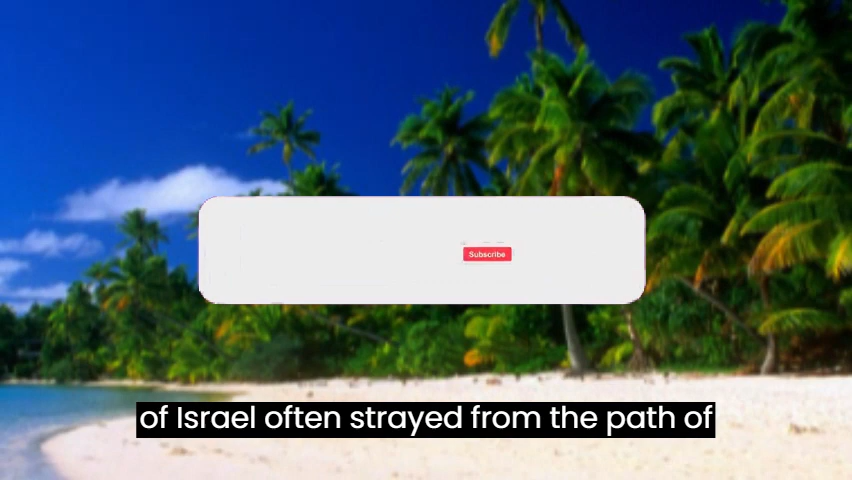 Subscribe
of Israel often strayed from the path of